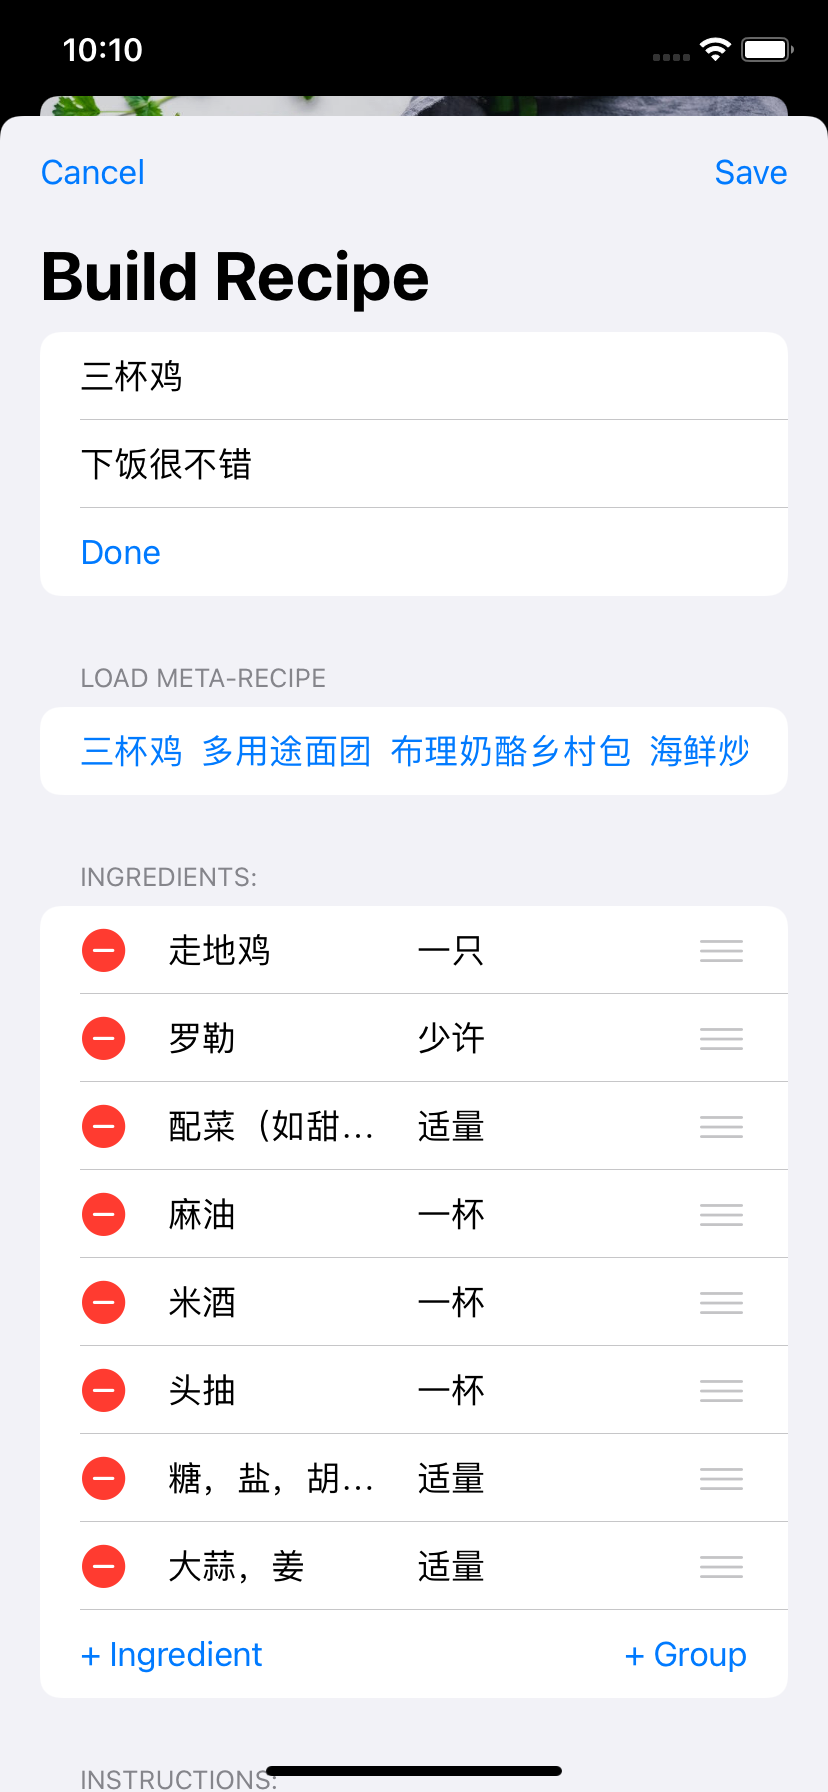 10:10
Cancel Save
Build Recipe
三杯鸡
下饭很不错
Done
LOAD META-RECIPE
三杯鸡 多用途面团 布理奶酪乡村包 海鲜炒
INGREDIENTS:
走地鸡 一只
罗勒 少许
配菜（如甜... 适量
麻油 一杯
米酒 一杯
头抽 一杯
糖，盐，胡... 适量
大蒜，姜 适量
+ Ingredient + Group
INSTRUCTIONS: